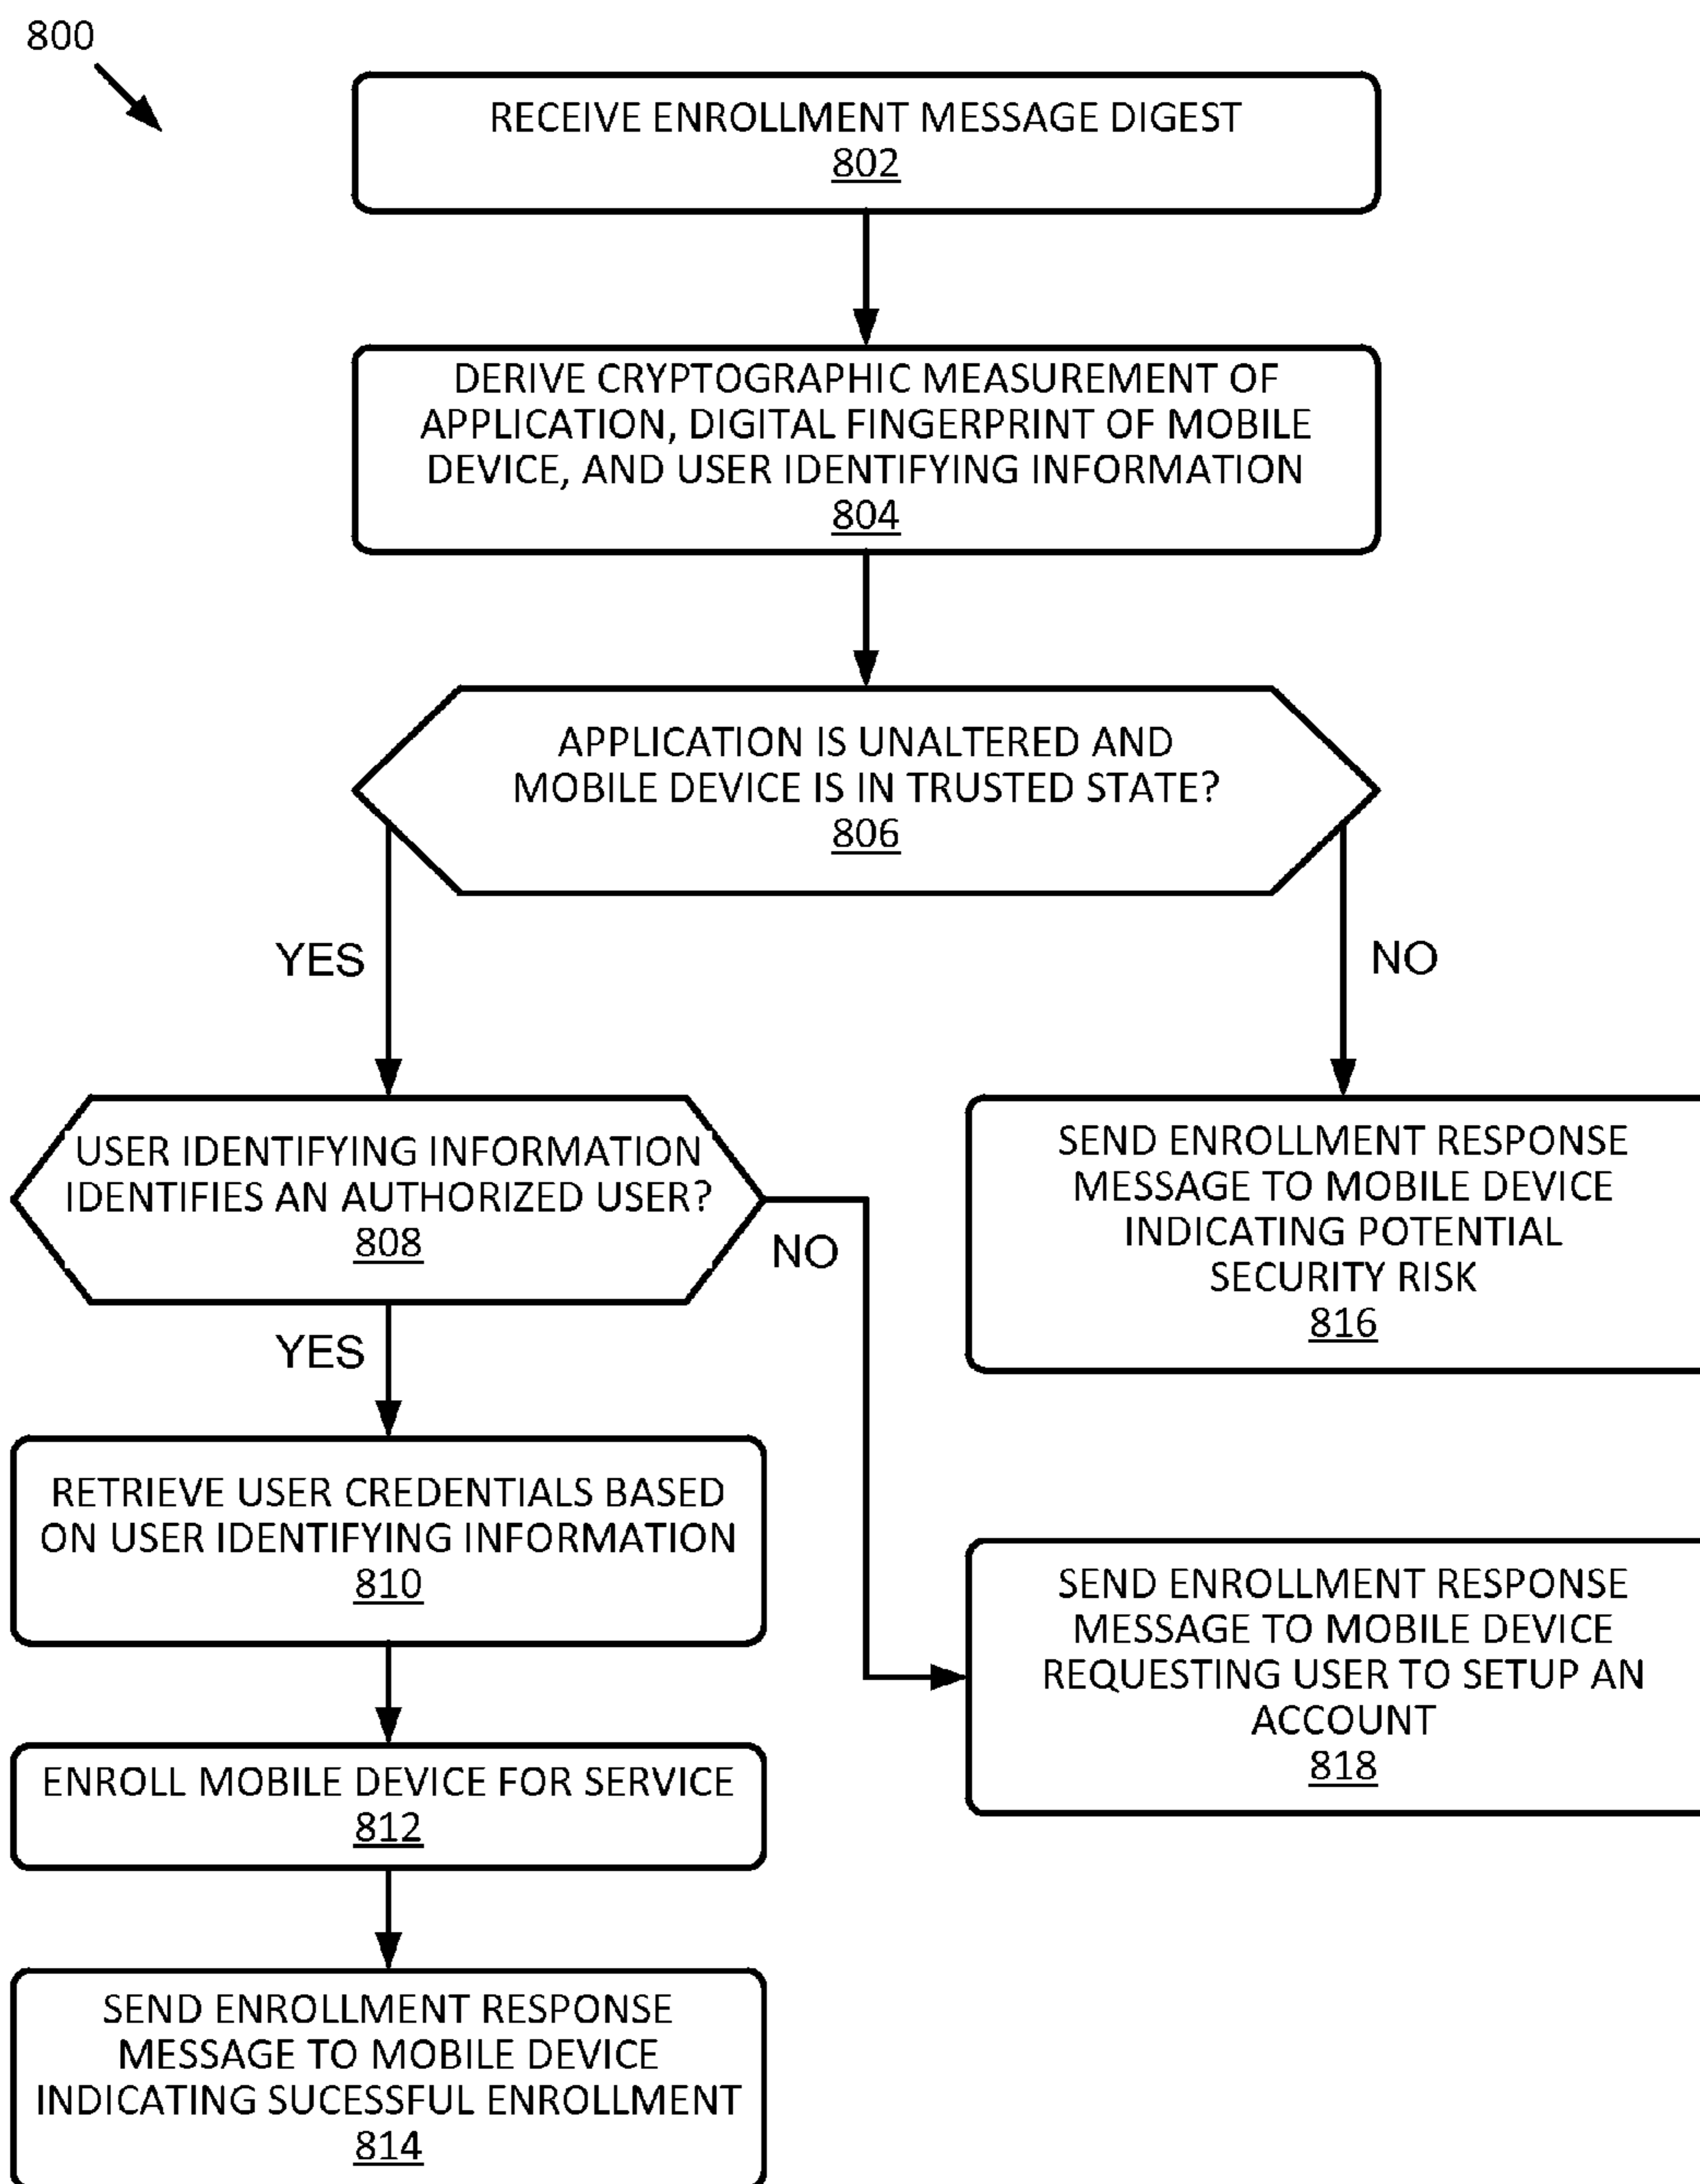 800
RECEIVE ENROLLMENT MESSAGE DIGEST
802
DERIVE CRYPTOGRAPHIC MEASUREMENT OF
APPLICATION, DIGITAL FINGERPRINT OF MOBILE
DEVICE, AND USER IDENTIFYING INFORMATION
804
APPLICATION IS UNALTERED AND
MOBILE DEVICE IS IN TRUSTED STATE?
806
YES
NO
USER IDENTIFYING INFORMATION
IDENTIFIES AN AUTHORIZED USER?
808
NO
YES
SEND ENROLLMENT RESPONSE
MESSAGE TO MOBILE DEVICE
INDICATING POTENTIAL
SECURITY RISK
816
RETRIEVE USER CREDENTIALS BASED
ON USER IDENTIFYING INFORMATION
810
SEND ENROLLMENT RESPONSE
MESSAGE TO MOBILE DEVICE
REQUESTING USER TO SETUP AN
ACCOUNT
818
ENROLL MOBILE DEVICE FOR SERVICE
812
SEND ENROLLMENT RESPONSE
MESSAGE TO MOBILE DEVICE
INDICATING SUCESSFUL ENROLLMENT
814